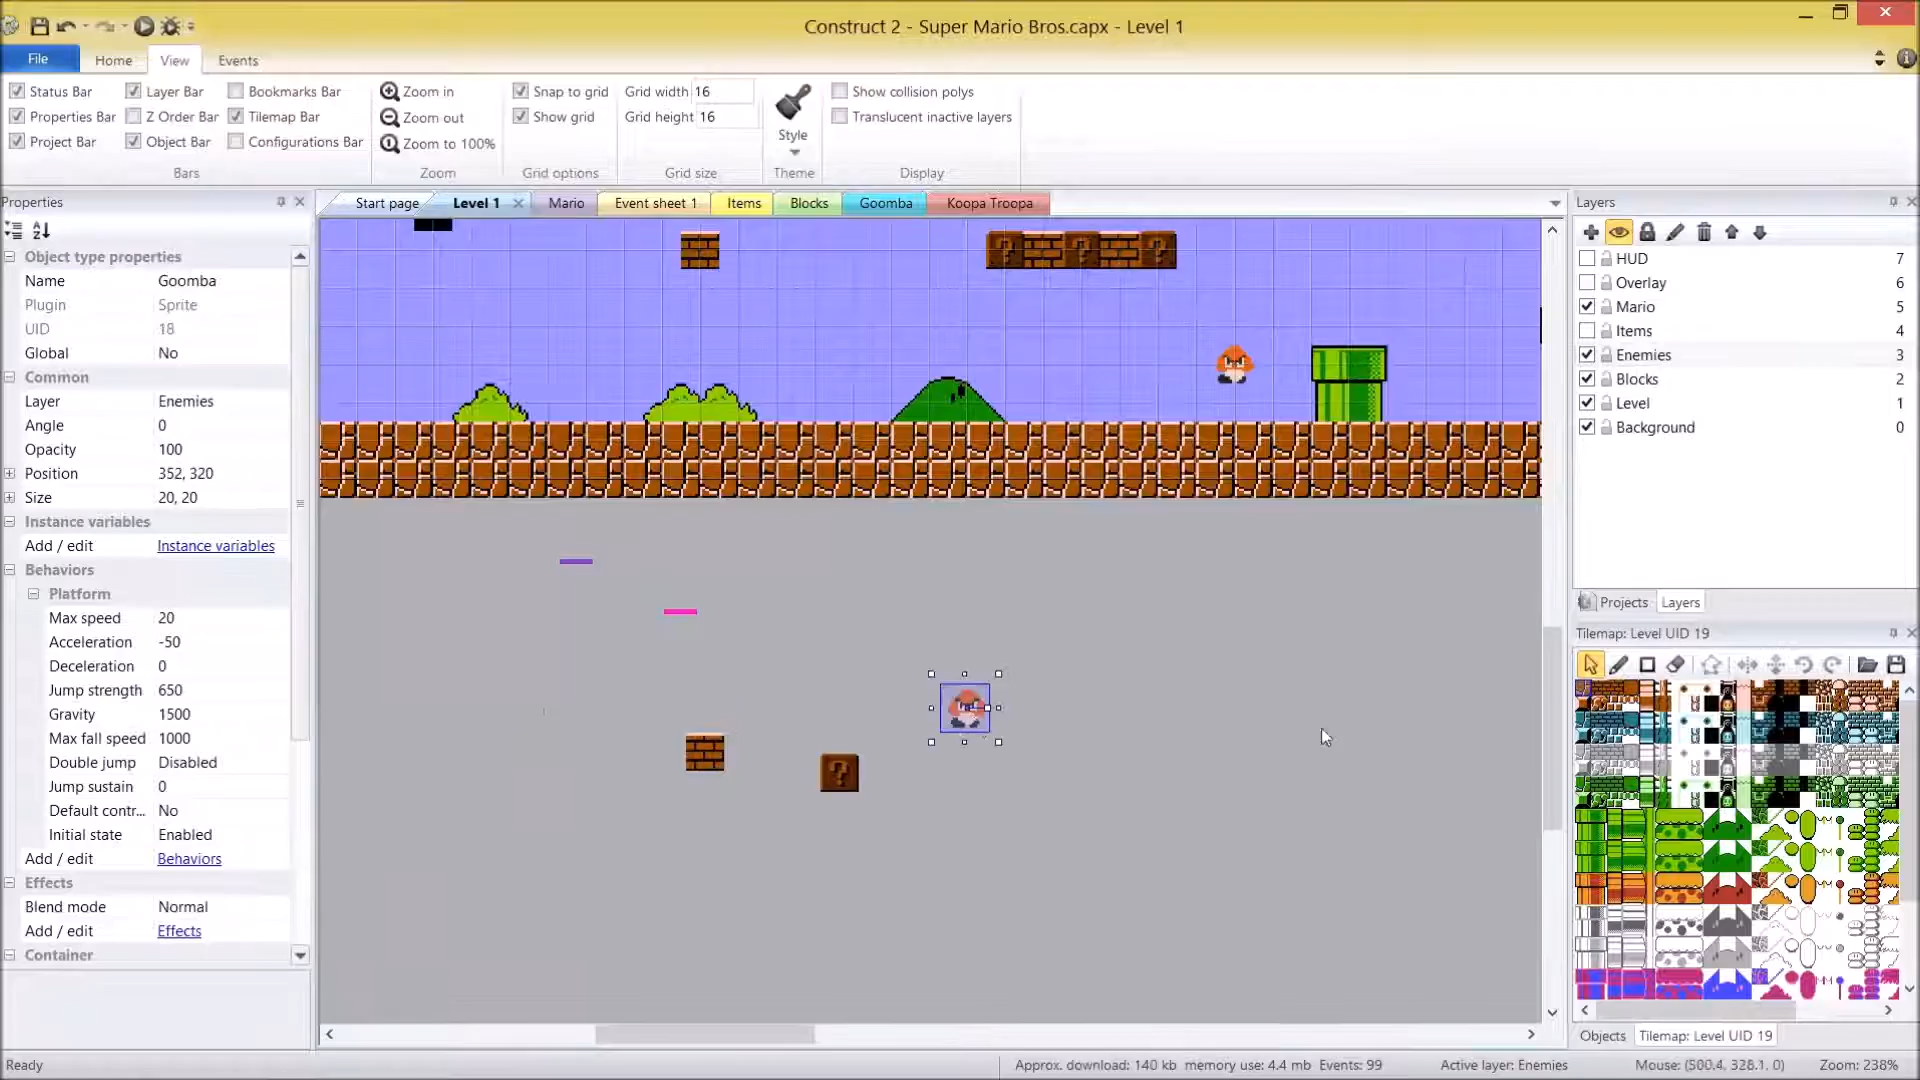 Construct 2 - Super Mario Bros.capx - Level 1
File Home View Events
Status Bar Layer Bar Bookmarks Bar
Properties Bar Z Order Bar Tilemap Bar
Project Bar Object Bar Configurations Bar
Bars
Zoom in
Zoom out
Zoom to 100%
Zoom
Snap to grid
Show grid
Grid options
Grid width 16
Grid height 16
Grid size
Style
Theme
Show collision polys
Translucent inactive layers
Display
Properties
Object type properties
Name Goomba
Plugin Sprite
UID 18
Global No
Common
Layer Enemies
Angle 0
Opacity 100
Position 352, 320
Size 20, 20
Instance variables
Add / edit Instance variables
Behaviors
Platform
Max speed 20
Acceleration -50
Deceleration 0
Jump strength 650
Gravity 1500
Max fall speed 1000
Double jump Disabled
Jump sustain 0
Default contr... No
Initial state Enabled
Add / edit Behaviors
Effects
Blend mode Normal
Add / edit Effects
Container
Start page Level 1 Mario Event sheet 1 Items Blocks Goomba Koopa Troopa
? ? ?
?
Layers
HUD 7
Overlay 6
Mario 5
Items 4
Enemies 3
Blocks 2
Level 1
Background 0
Projects Layers
Tilemap: Level UID 19
Objects Tilemap: Level UID 19
Ready
Approx. download: 140 kb memory use: 4.4 mb Events: 99 Active layer: Enemies Mouse: (500.4, 328.1, 0) Zoom: 238%